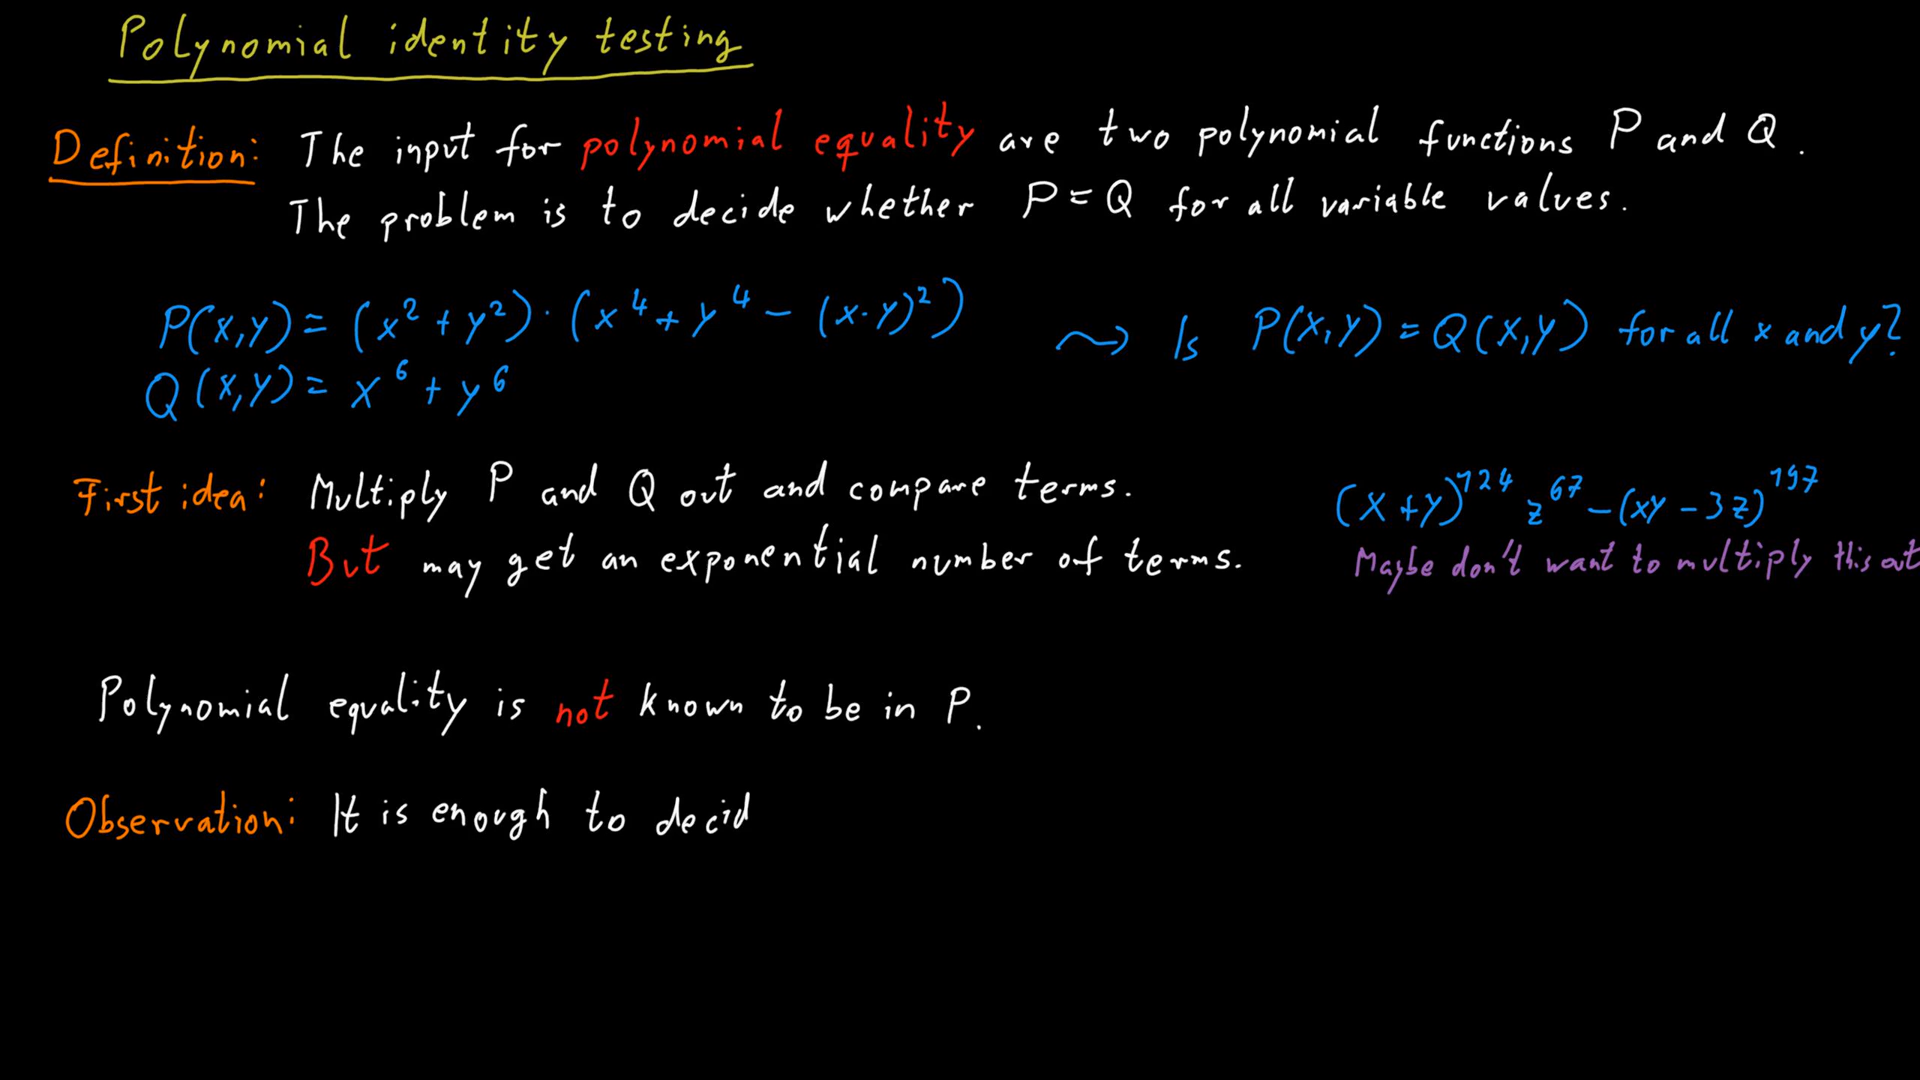 Polynomial identity testing
Definition: The input for polynomial equality are two polynomial functions P and Q.
The problem is to decide whether P = Q for all variable values.
P(x,y) = (x² + y²) · (x⁴ + y⁴ − (x·y)²) ⇝ Is P(x,y) = Q(x,y) for all x and y?
Q(x,y) = x⁶ + y⁶
First idea: Multiply P and Q out and compare terms. (x+y)¹²⁴ z⁶⁷ − (xy − 3z)¹⁹⁷
But may get an exponential number of terms. Maybe don't want to multiply this out
Polynomial equality is not known to be in P.
Observation: It is enough to decid